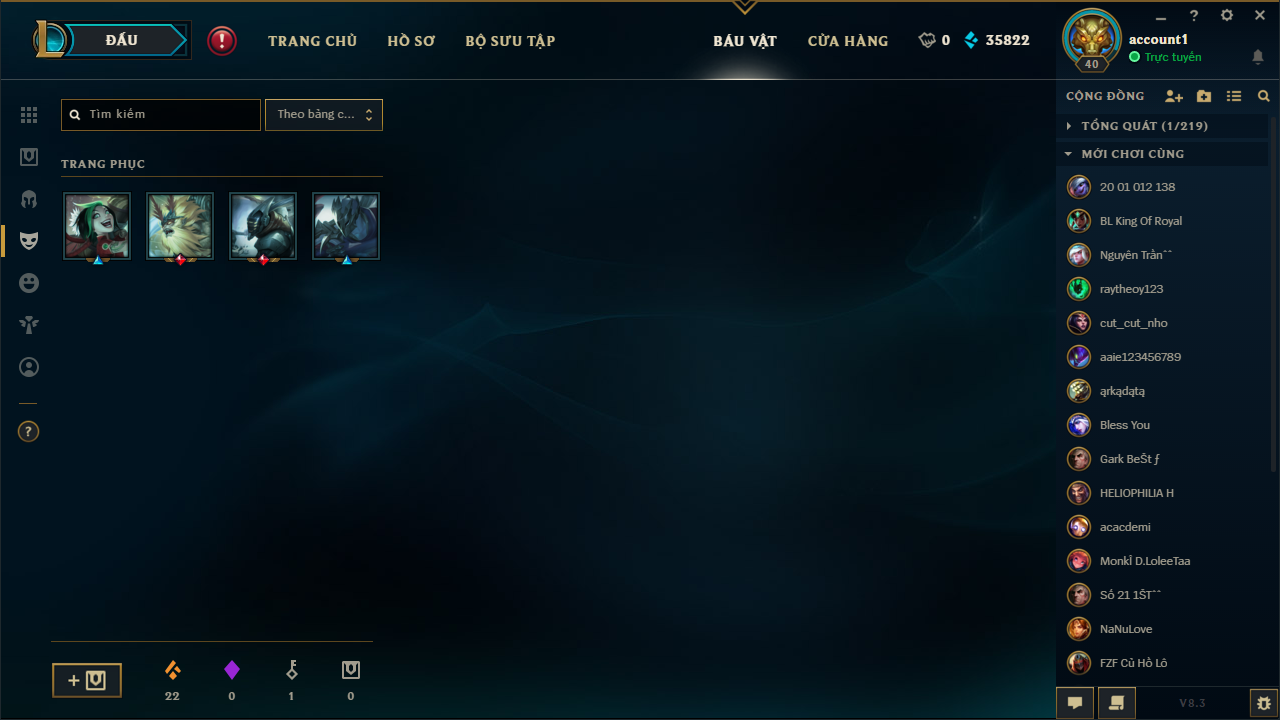 ĐẤU
TRANG CHỦ
HỒ SƠ
BỘ SƯU TẬP
BÁU VẬT
CỬA HÀNG
0
35822
40
account1
Trực tuyến
Tìm kiếm
Theo bảng c...
TRANG PHỤC
22
0
1
0
CỘNG ĐỒNG
TỔNG QUÁT (1/219)
MỚI CHƠI CÙNG
20 01 012 138
BL King Of Royal
Nguyên Trần^^
raytheoy123
cut_cut_nho
aaie123456789
ąrkądątą
Bless You
Gark BeŠt ƒ
HELIOPHILIA H
acacdemi
MonkÎ D.LoleeTaa
Số 21 1ŠT^^
NaNuLove
FZF Củ Hồ Lô
V8.3